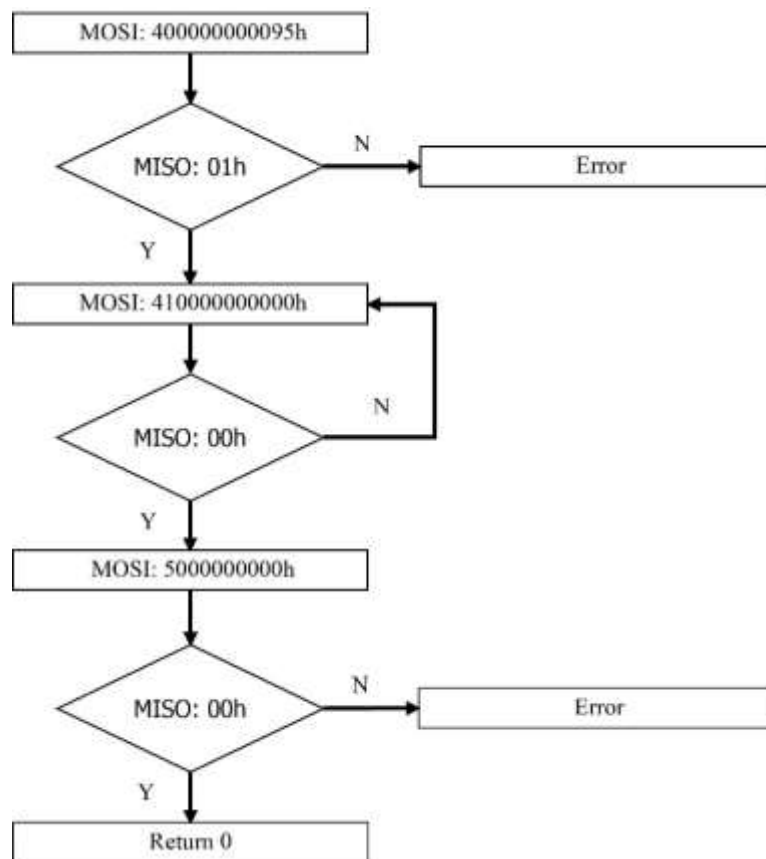 MOSI: 400000000095h
MISO: 01h
N
Error
Y
MOSI: 410000000000h
MISO: 00h
N
Y
MOSI: 5000000000h
MISO: 00h
N
Error
Y
Return 0